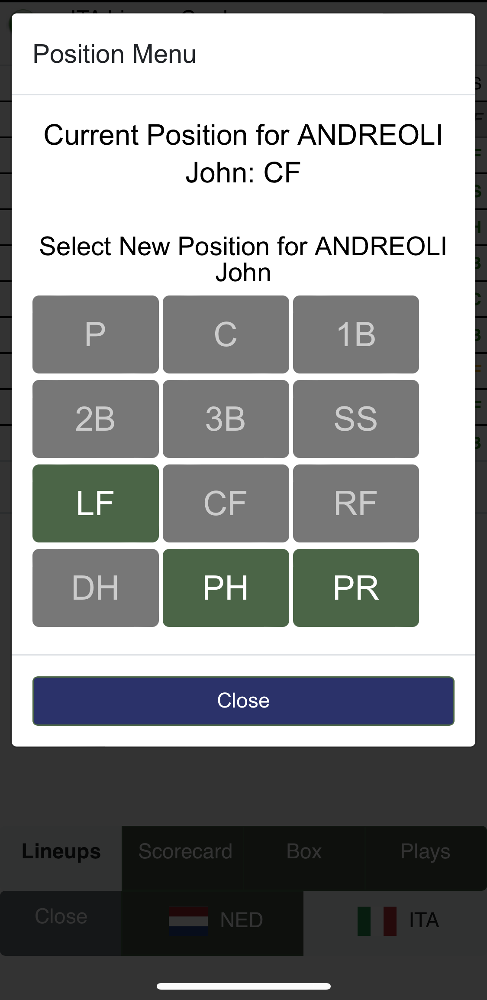 Position Menu
Current Position for ANDREOLI
John: CF
Select New Position for ANDREOLI
John
P
C
1B
2B
3B
SS
LF
CF
RF
DH
PH
PR
Close
Lineups
Scorecard
Box
Plays
Close
NED
ITA